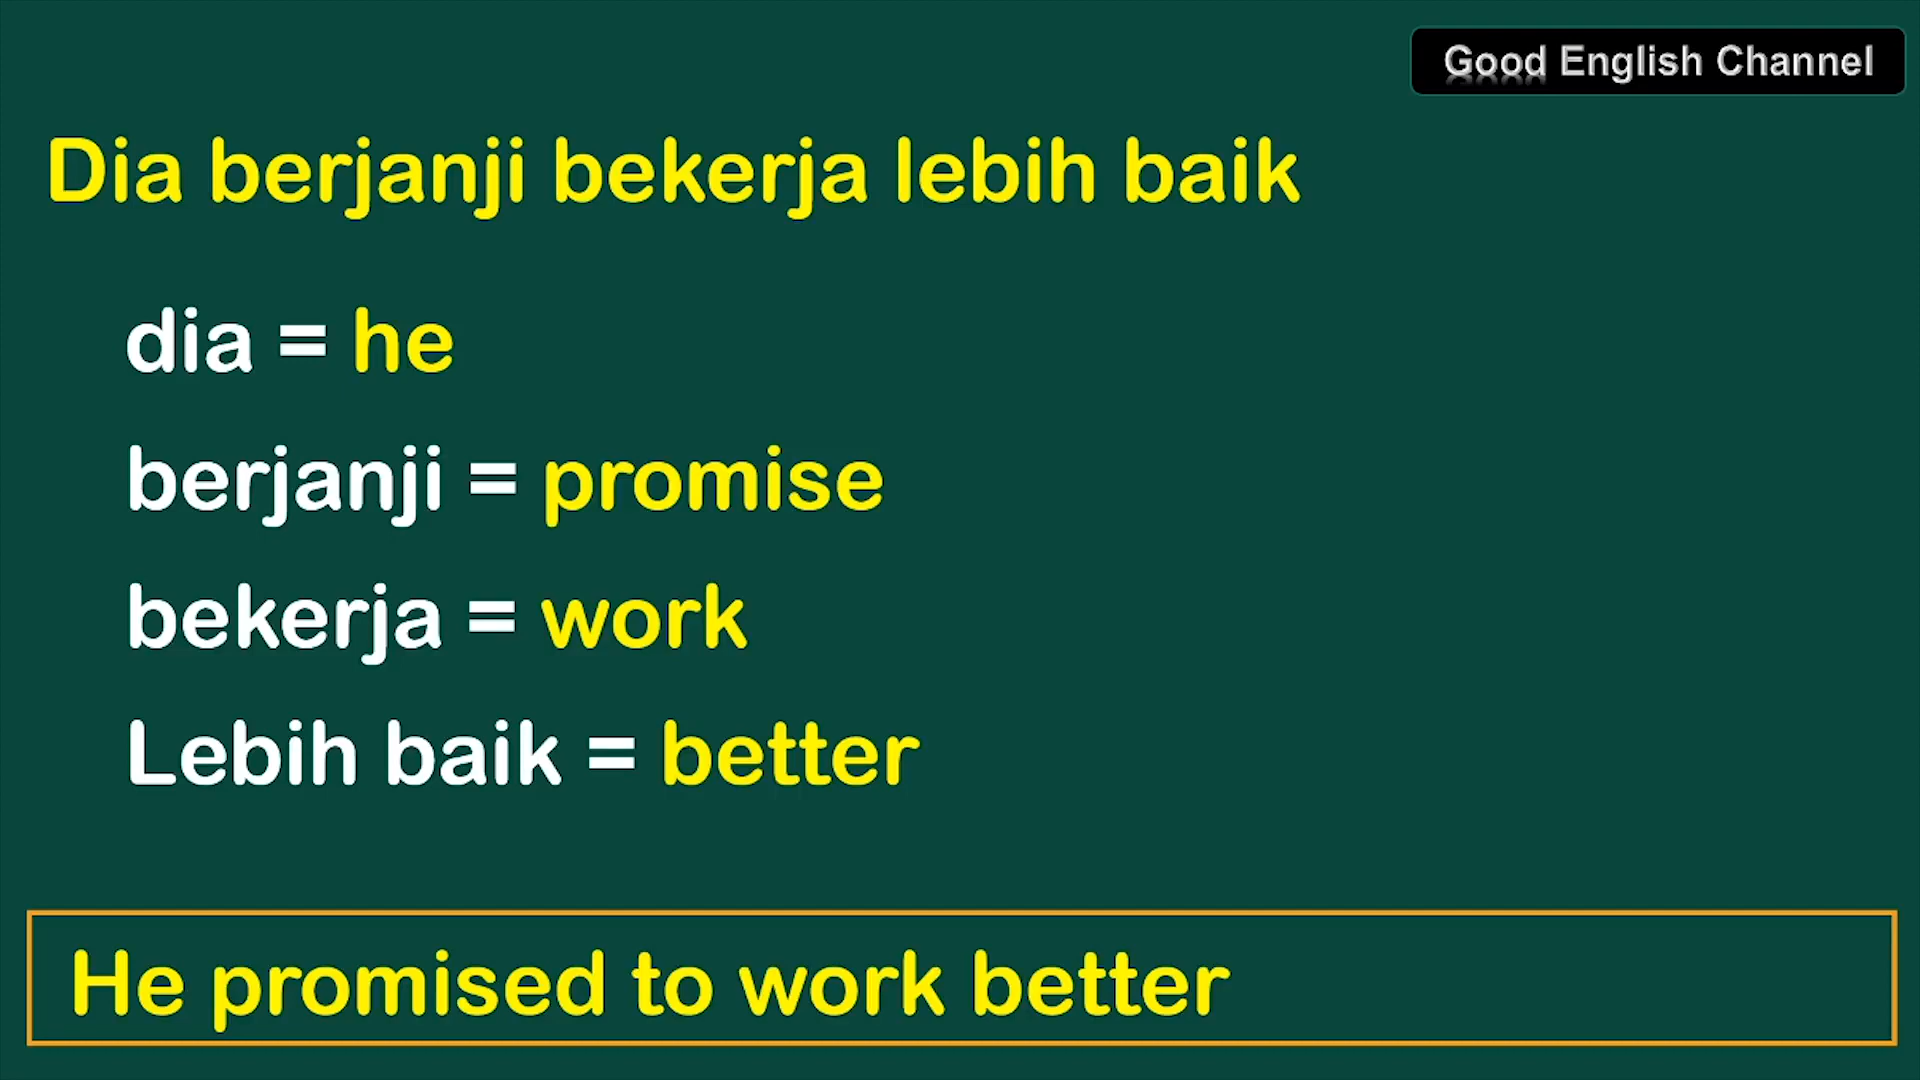 Good English Channel
Dia berjanji bekerja lebih baik
dia = he
berjanji = promise
bekerja = work
Lebih baik = better
He promised to work better